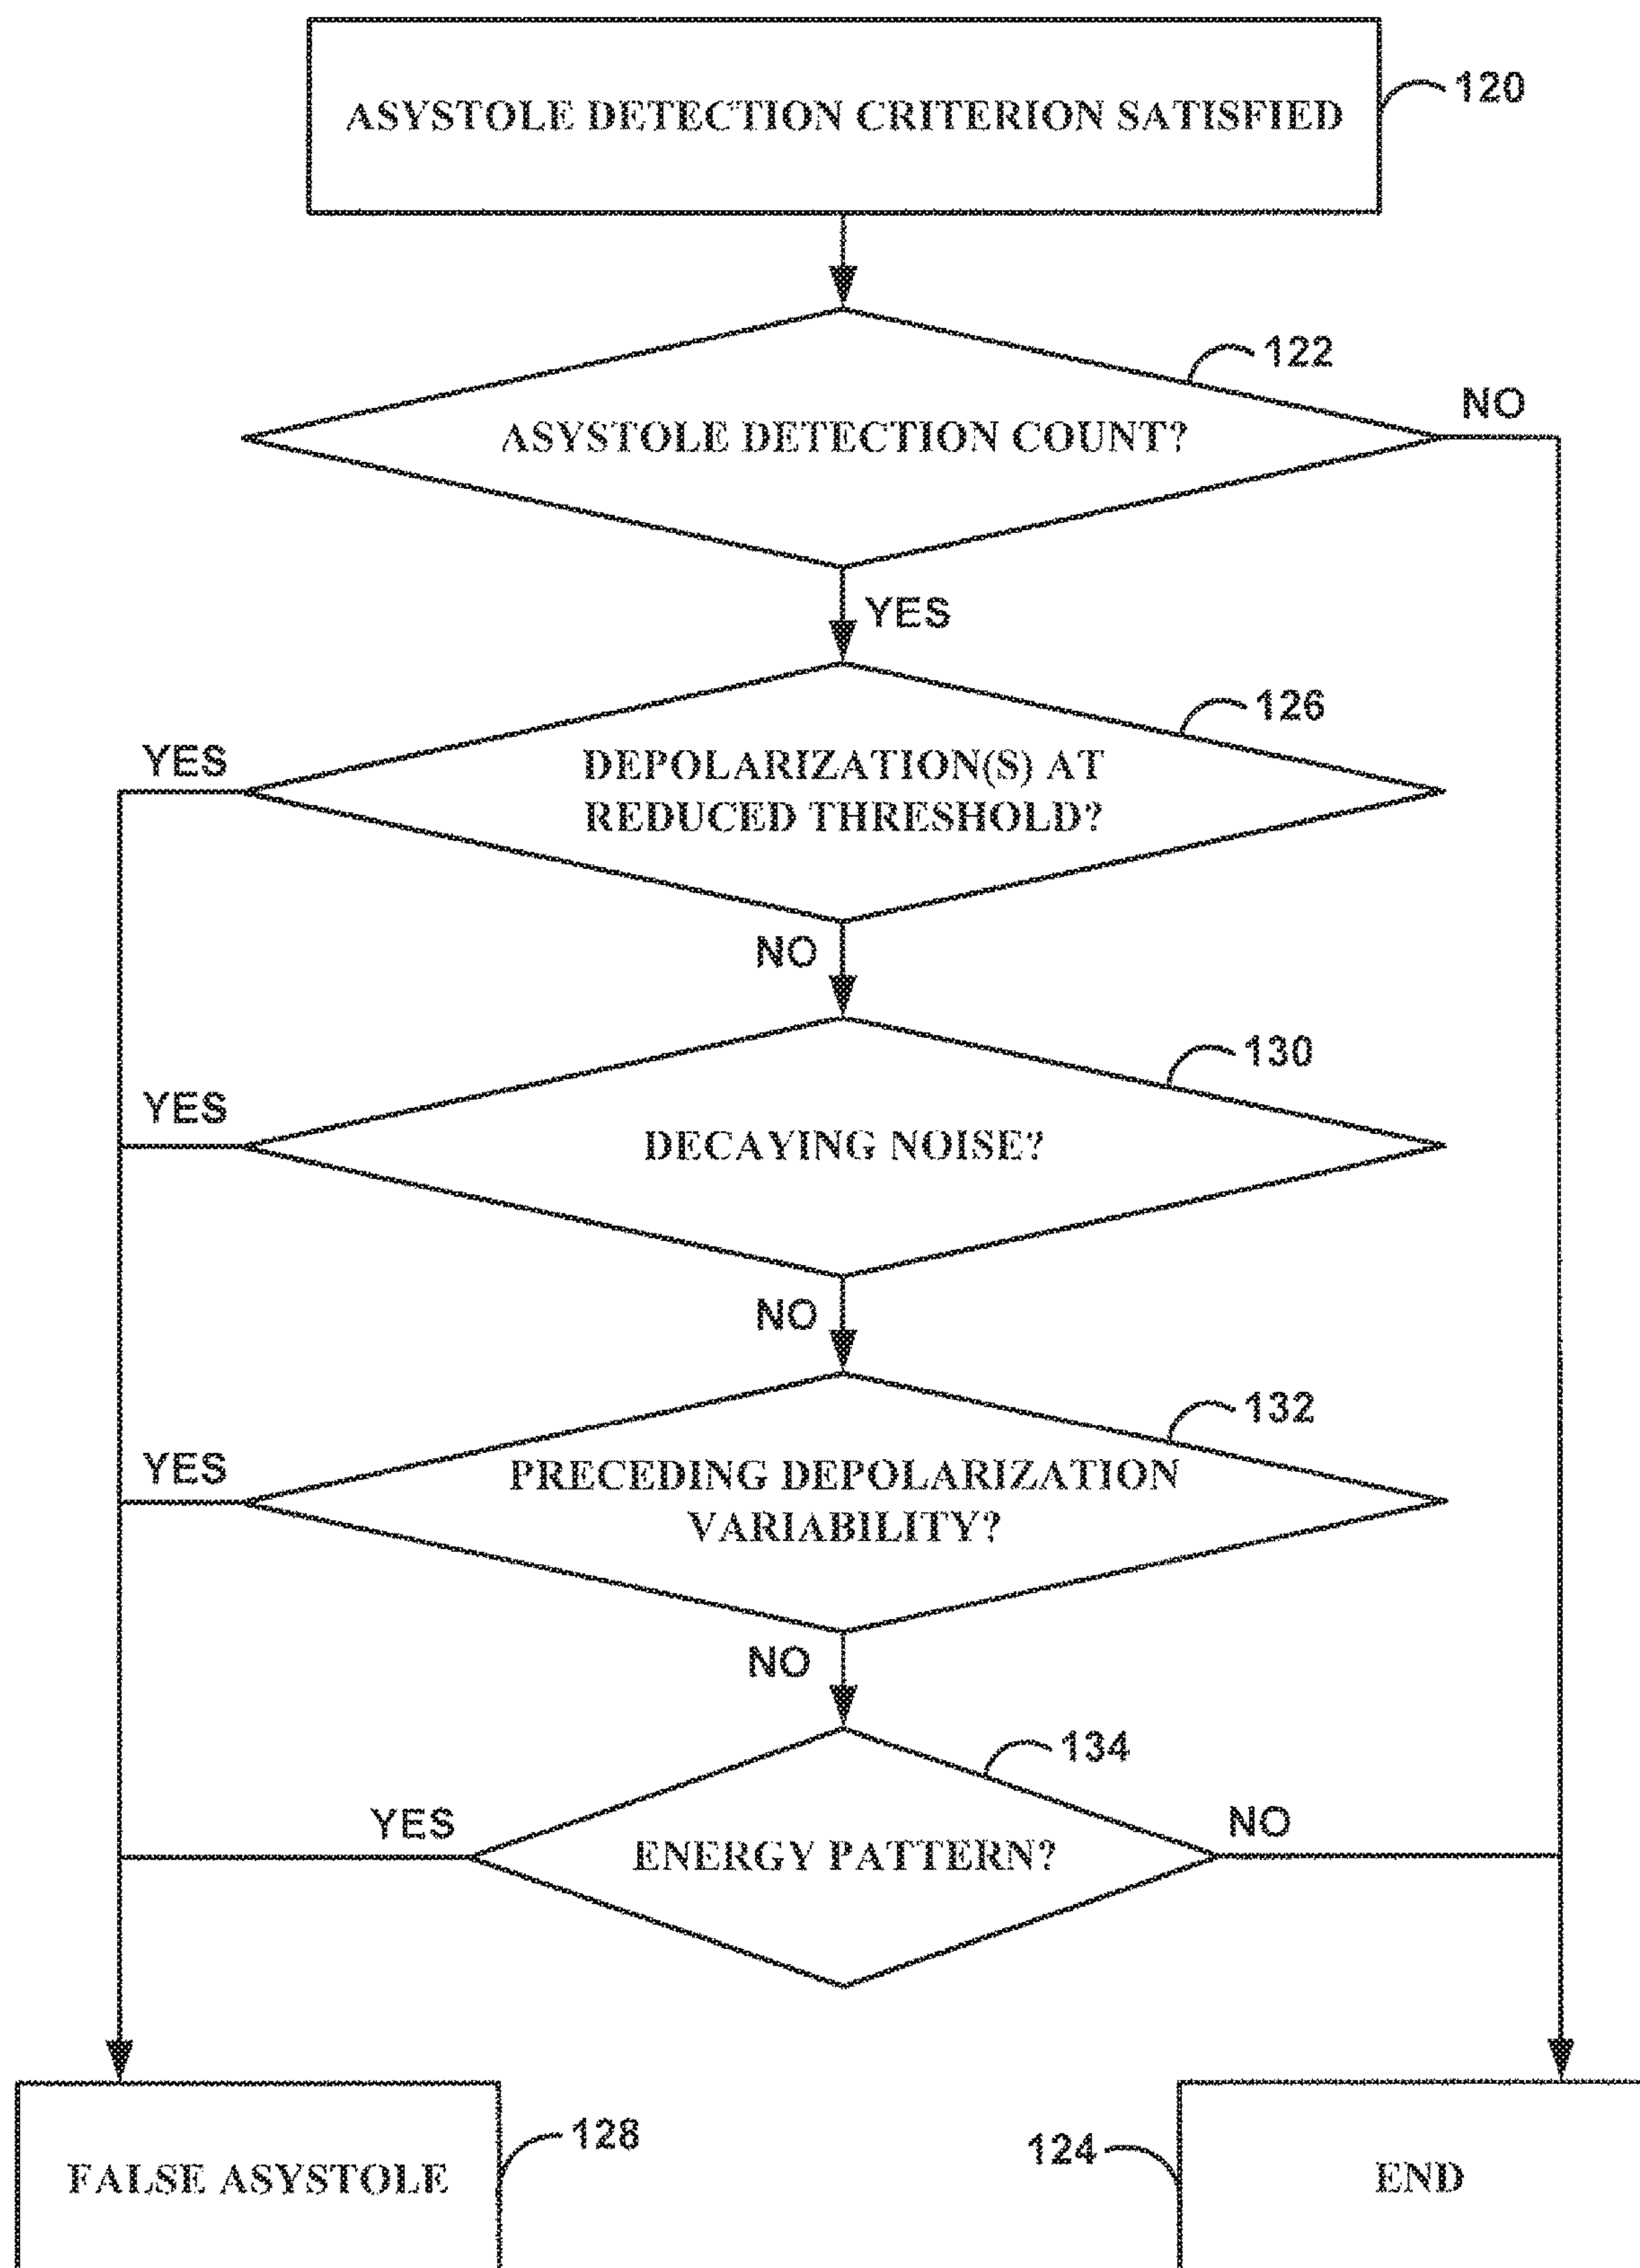 ASYSTOLE DETECTION CRITERION SATISFIED
120
122
NO
ASYSTOLE DETECTION COUNT?
YES
126
YES
DEPOLARIZATION(S) AT
REDUCED THRESHOLD?
NO
130
YES
DECAYING NOISE?
NO
132
YES
PRECEDING DEPOLARIZATION
VARIABILITY?
NO
134
YES
NO
ENERGY PATTERN?
128
124
FALSE ASYSTOLE
END